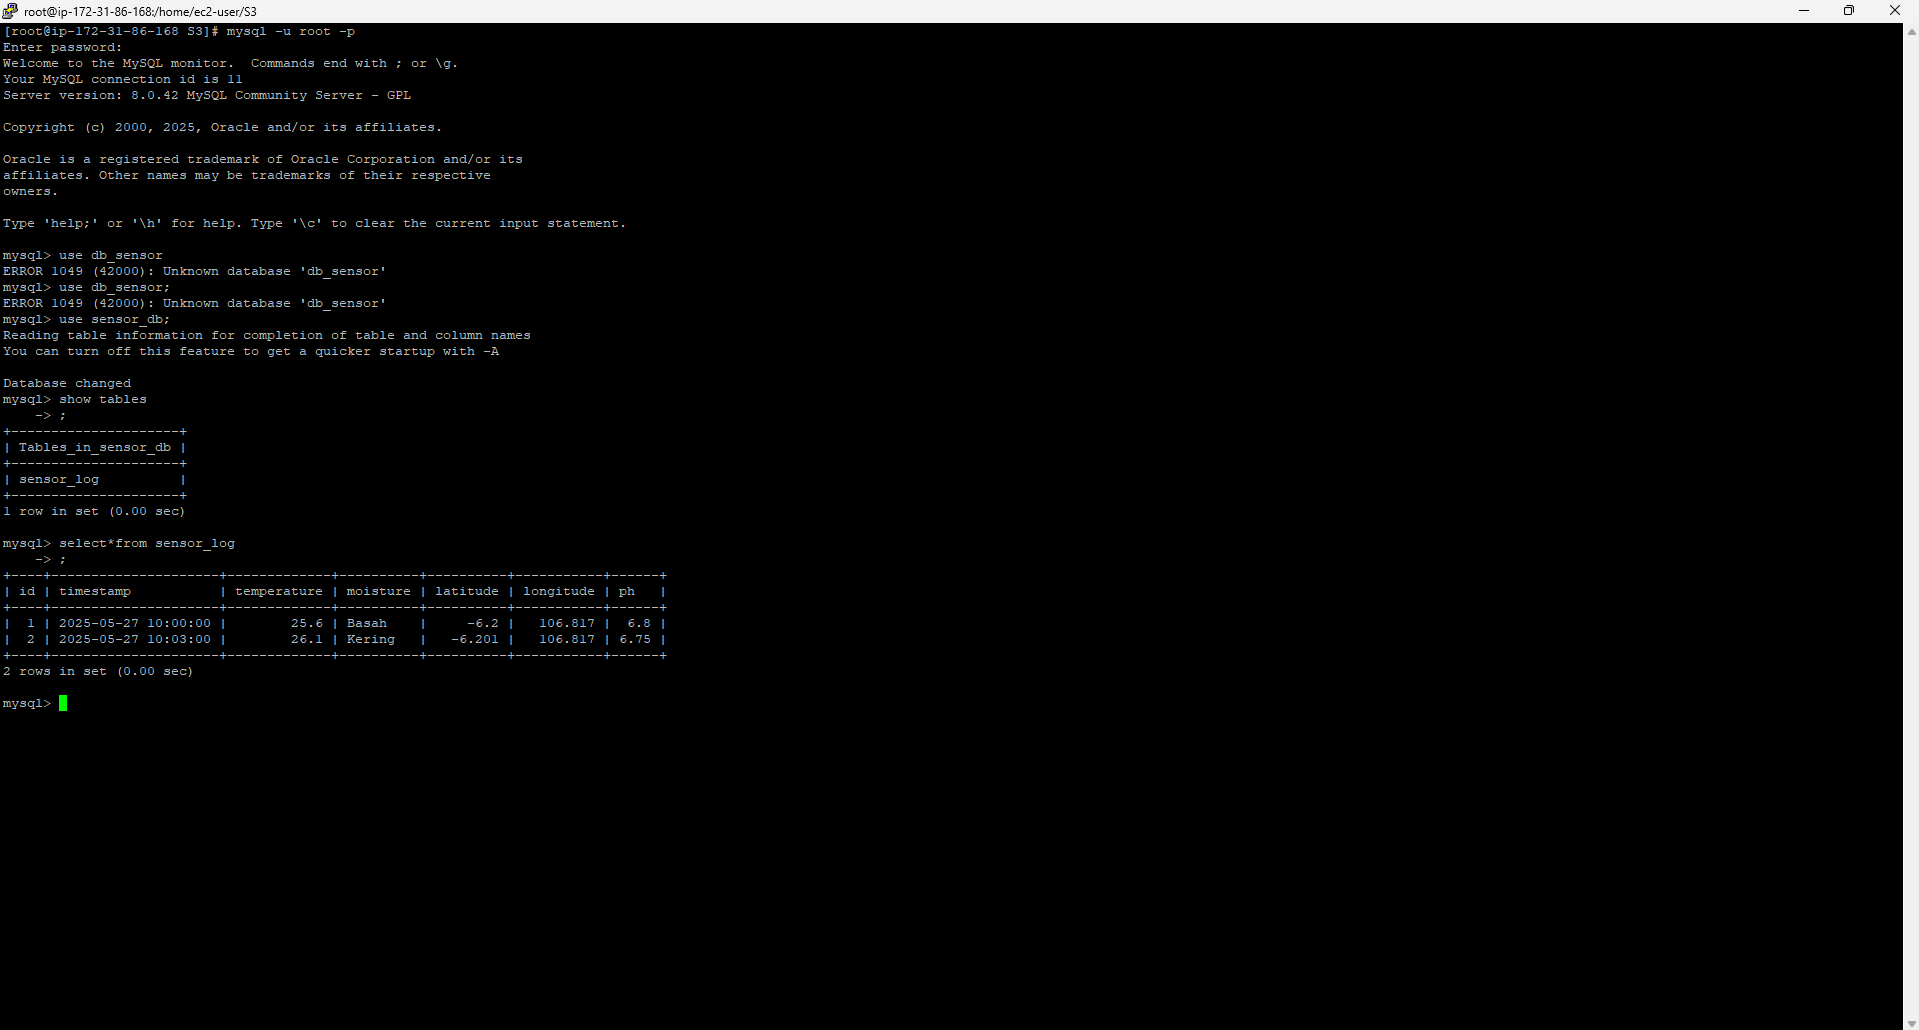 root@ip-172-31-86-168:/home/ec2-user/S3
[root@ip-172-31-86-168 S3]# mysql -u root -p
Enter password:
Welcome to the MySQL monitor.  Commands end with ; or \g.
Your MySQL connection id is 11
Server version: 8.0.42 MySQL Community Server - GPL
Copyright (c) 2000, 2025, Oracle and/or its affiliates.
Oracle is a registered trademark of Oracle Corporation and/or its
affiliates. Other names may be trademarks of their respective
owners.
Type 'help;' or '\h' for help. Type '\c' to clear the current input statement.
mysql> use db_sensor
ERROR 1049 (42000): Unknown database 'db_sensor'
mysql> use db_sensor;
ERROR 1049 (42000): Unknown database 'db_sensor'
mysql> use sensor_db;
Reading table information for completion of table and column names
You can turn off this feature to get a quicker startup with -A
Database changed
mysql> show tables
    -> ;
+---------------------+
| Tables_in_sensor_db |
+---------------------+
| sensor_log          |
+---------------------+
1 row in set (0.00 sec)
mysql> select*from sensor_log
    -> ;
+----+---------------------+-------------+----------+----------+-----------+------+
| id | timestamp           | temperature | moisture | latitude | longitude | ph   |
+----+---------------------+-------------+----------+----------+-----------+------+
|  1 | 2025-05-27 10:00:00 |        25.6 | Basah    |     -6.2 |   106.817 |  6.8 |
|  2 | 2025-05-27 10:03:00 |        26.1 | Kering   |   -6.201 |   106.817 | 6.75 |
+----+---------------------+-------------+----------+----------+-----------+------+
2 rows in set (0.00 sec)
mysql>